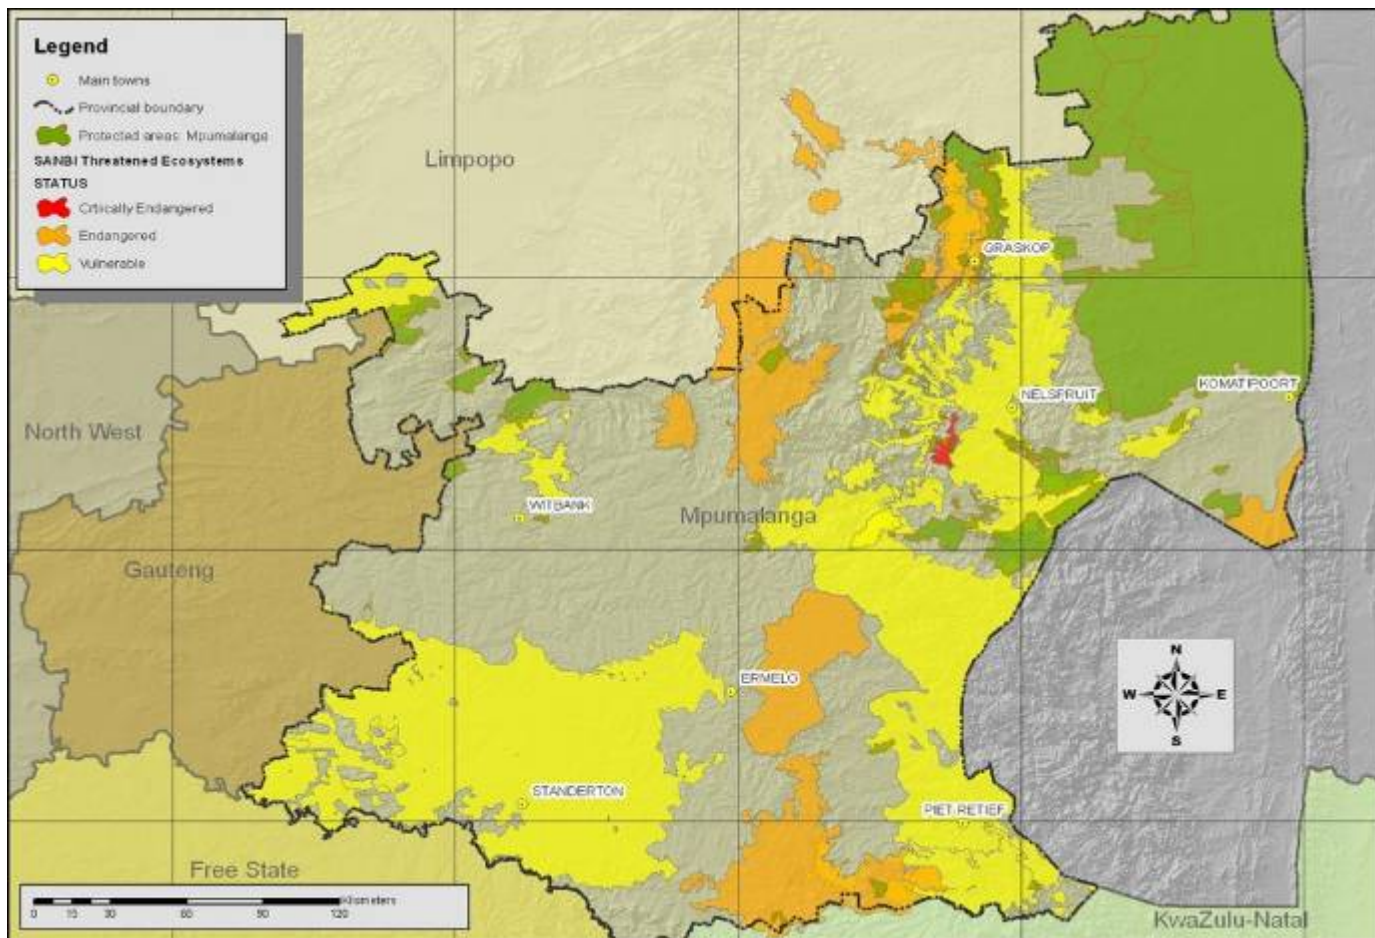 Legend
Main towns
Provincial boundary
Protected areas: Mpumalanga
SANBI Threatened Ecosystems
STATUS
Crtically Endangered
Endangered
Vulnerable
Limpopo
GRASKOP
North West
NELSPRUIT
KOMATIPOORT
WITBANK
Mpumalanga
Gauteng
N
W E
S
ERMELO
STANDERTON
PIET RETIEF
Free State
Kilometers
0 15 30 60 90 120
KwaZulu-Natal